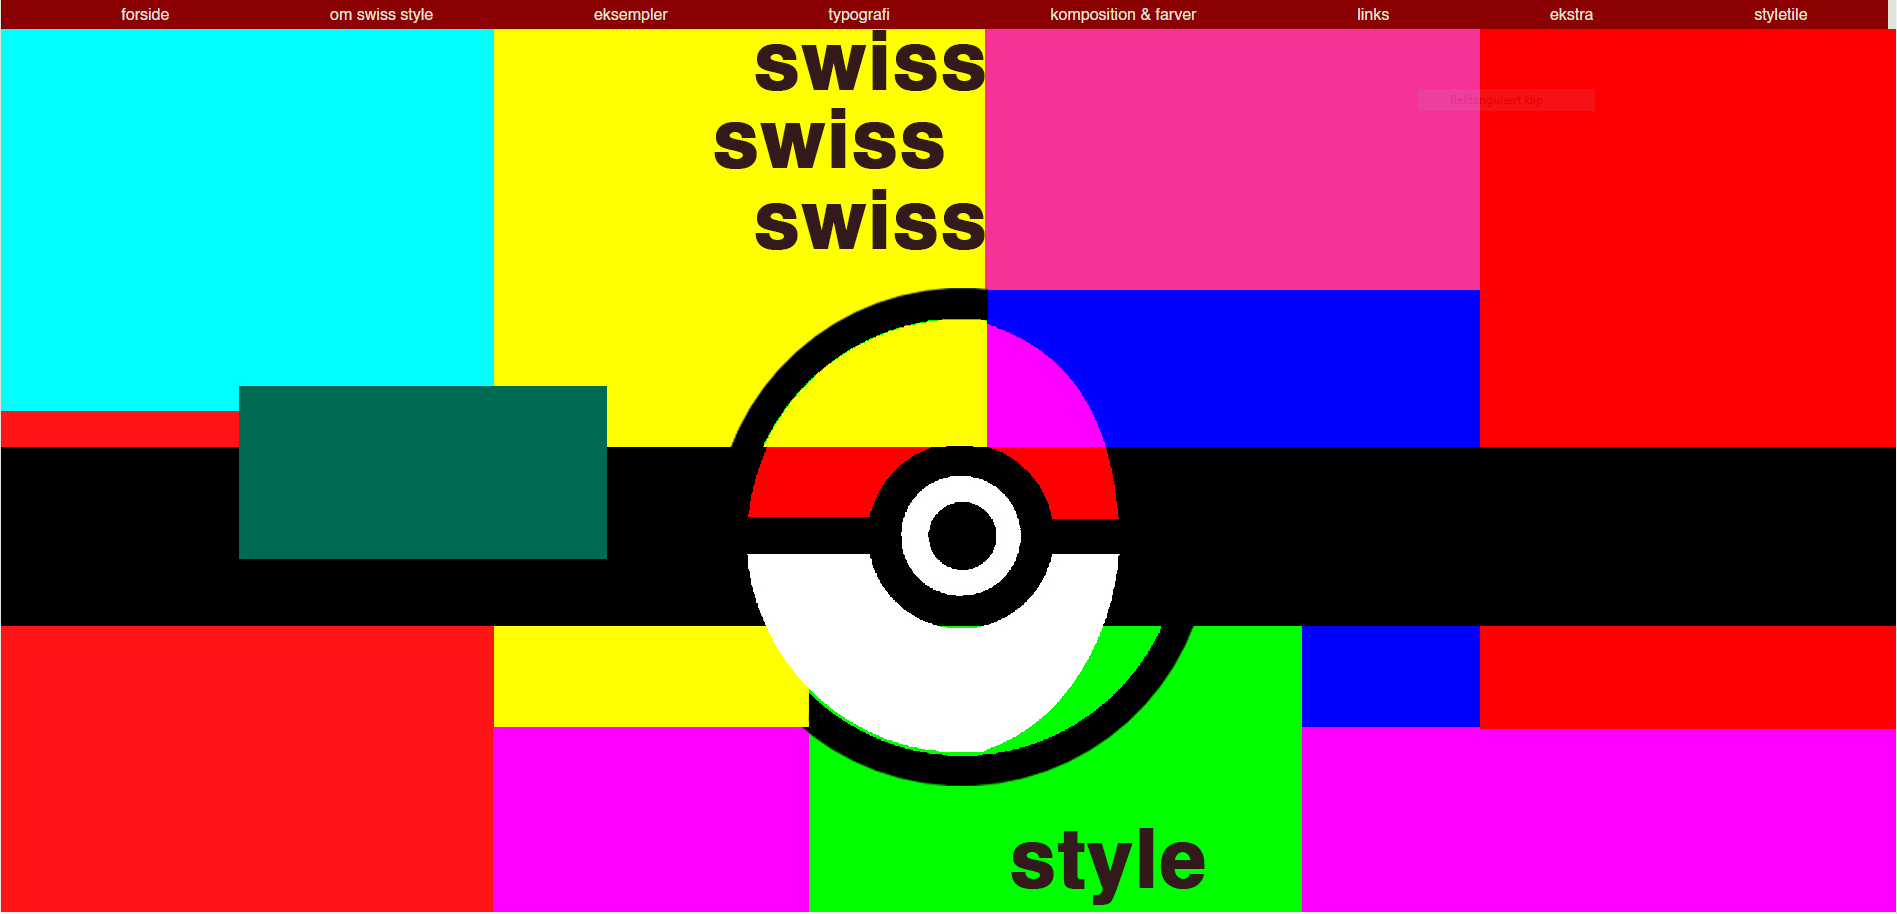 forside om swiss style eksempler typografi komposition & farver links ekstra styletile
swiss
Rektangulært klip
swiss
swiss
style